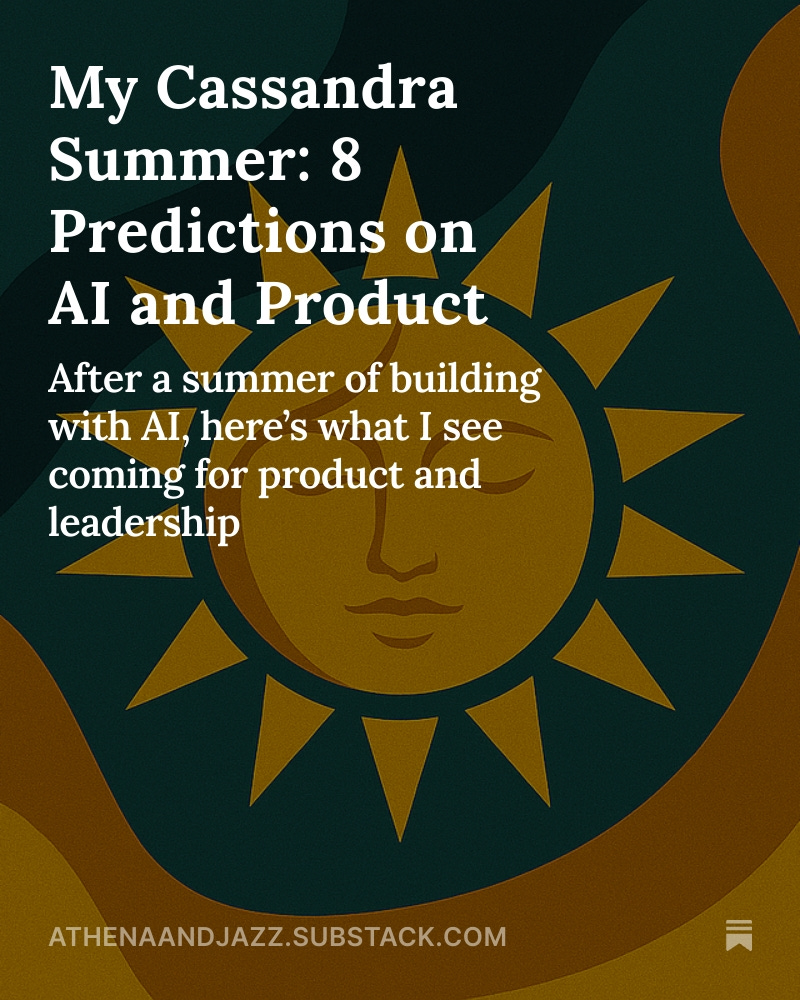 My Cassandra
Summer: 8
Predictions on
AI and Product
After a summer of building
with AI, here’s what I see
coming for product and
leadership
ATHENAANDJAZZ.SUBSTACK.COM